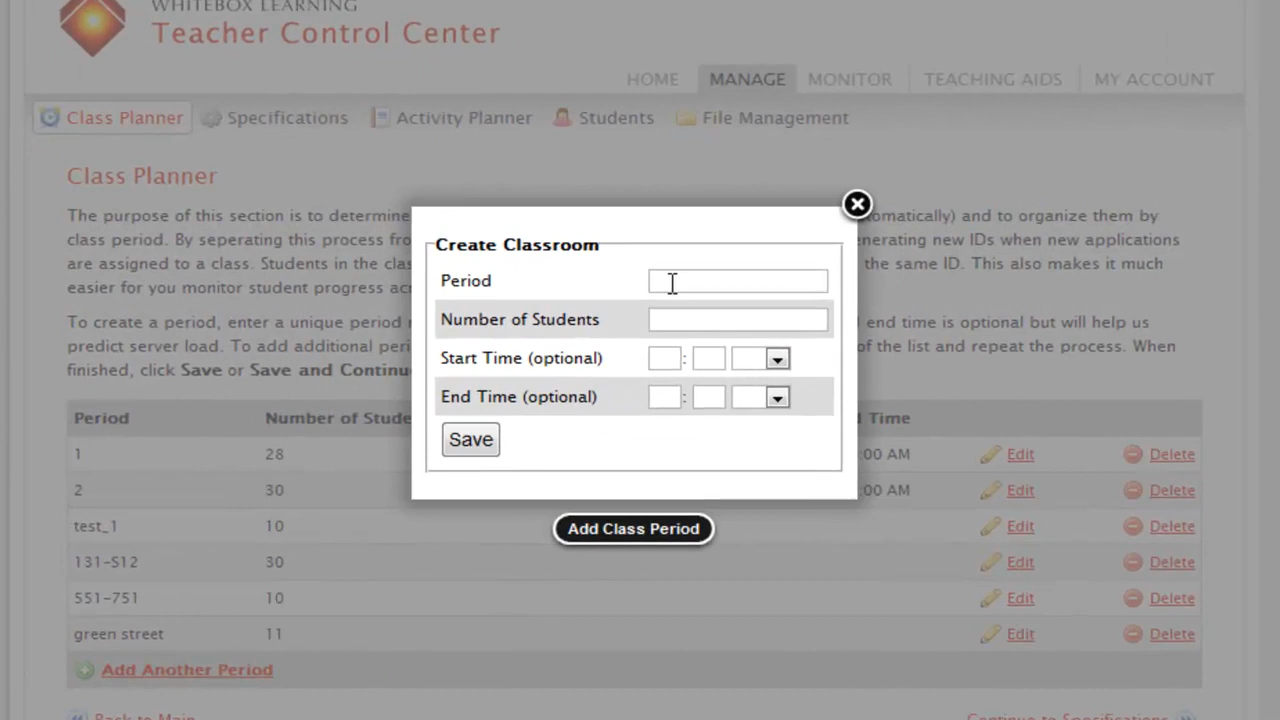 WHITEBOX LEARNING
Teacher Control Center
HOME MANAGE MONITOR TEACHING AIDS MY ACCOUNT
Class Planner Specifications Activity Planner Students File Management
Class Planner
The purpose of this section is to determine omatically) and to organize them by
class period. By seperating this process fro enerating new IDs when new applications
are assigned to a class. Students in the clas the same ID. This also makes it much
easier for you monitor student progress ac
To create a period, enter a unique period end time is optional but will help us
predict server load. To add additional peri of the list and repeat the process. When
finished, click Save or Save and Continu
Create Classroom
Period
Number of Students
Start Time (optional) :
End Time (optional) :
Save
Add Class Period
Period Number of Stude d Time
1 28 :00 AM Edit Delete
2 30 :00 AM Edit Delete
test_1 10 Edit Delete
131-S12 30 Edit Delete
551-751 10 Edit Delete
green street 11 Edit Delete
Add Another Period
Back to Main Continue to Specifications